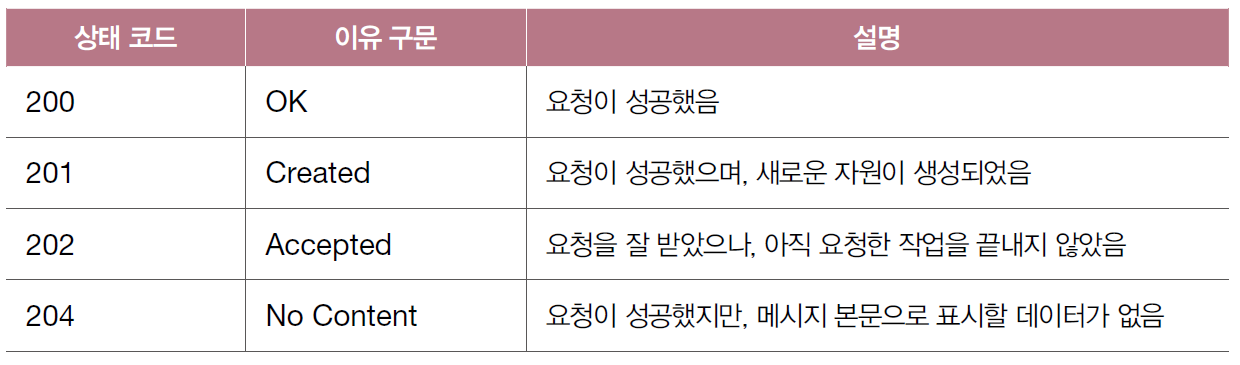 상태 코드 이유 구문 설명
200 OK 요청이 성공했음
201 Created 요청이 성공했으며, 새로운 자원이 생성되었음
202 Accepted 요청을 잘 받았으나, 아직 요청한 작업을 끝내지 않았음
204 No Content 요청이 성공했지만, 메시지 본문으로 표시할 데이터가 없음